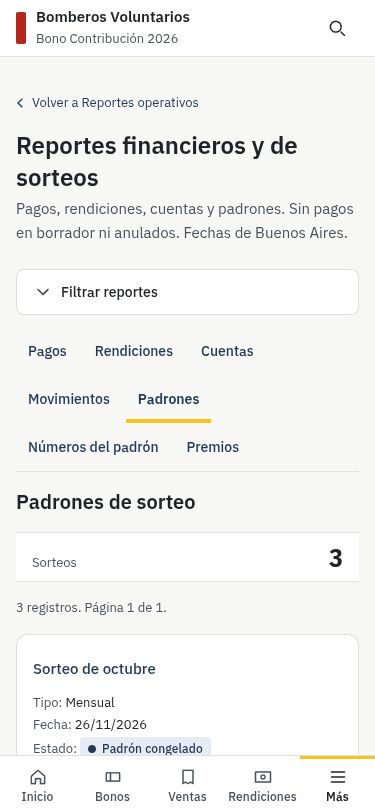 Bomberos Voluntarios
Bono Contribución 2026
Volver a Reportes operativos
Reportes financieros y de
sorteos
Pagos, rendiciones, cuentas y padrones. Sin pagos
en borrador ni anulados. Fechas de Buenos Aires.
Filtrar reportes
Pagos Rendiciones Cuentas
Movimientos Padrones
Números del padrón Premios
Padrones de sorteo
Sorteos 3
3 registros. Página 1 de 1.
Sorteo de octubre
Tipo: Mensual
Fecha: 26/11/2026
Estado: Padrón congelado
Inicio Bonos Ventas Rendiciones Más